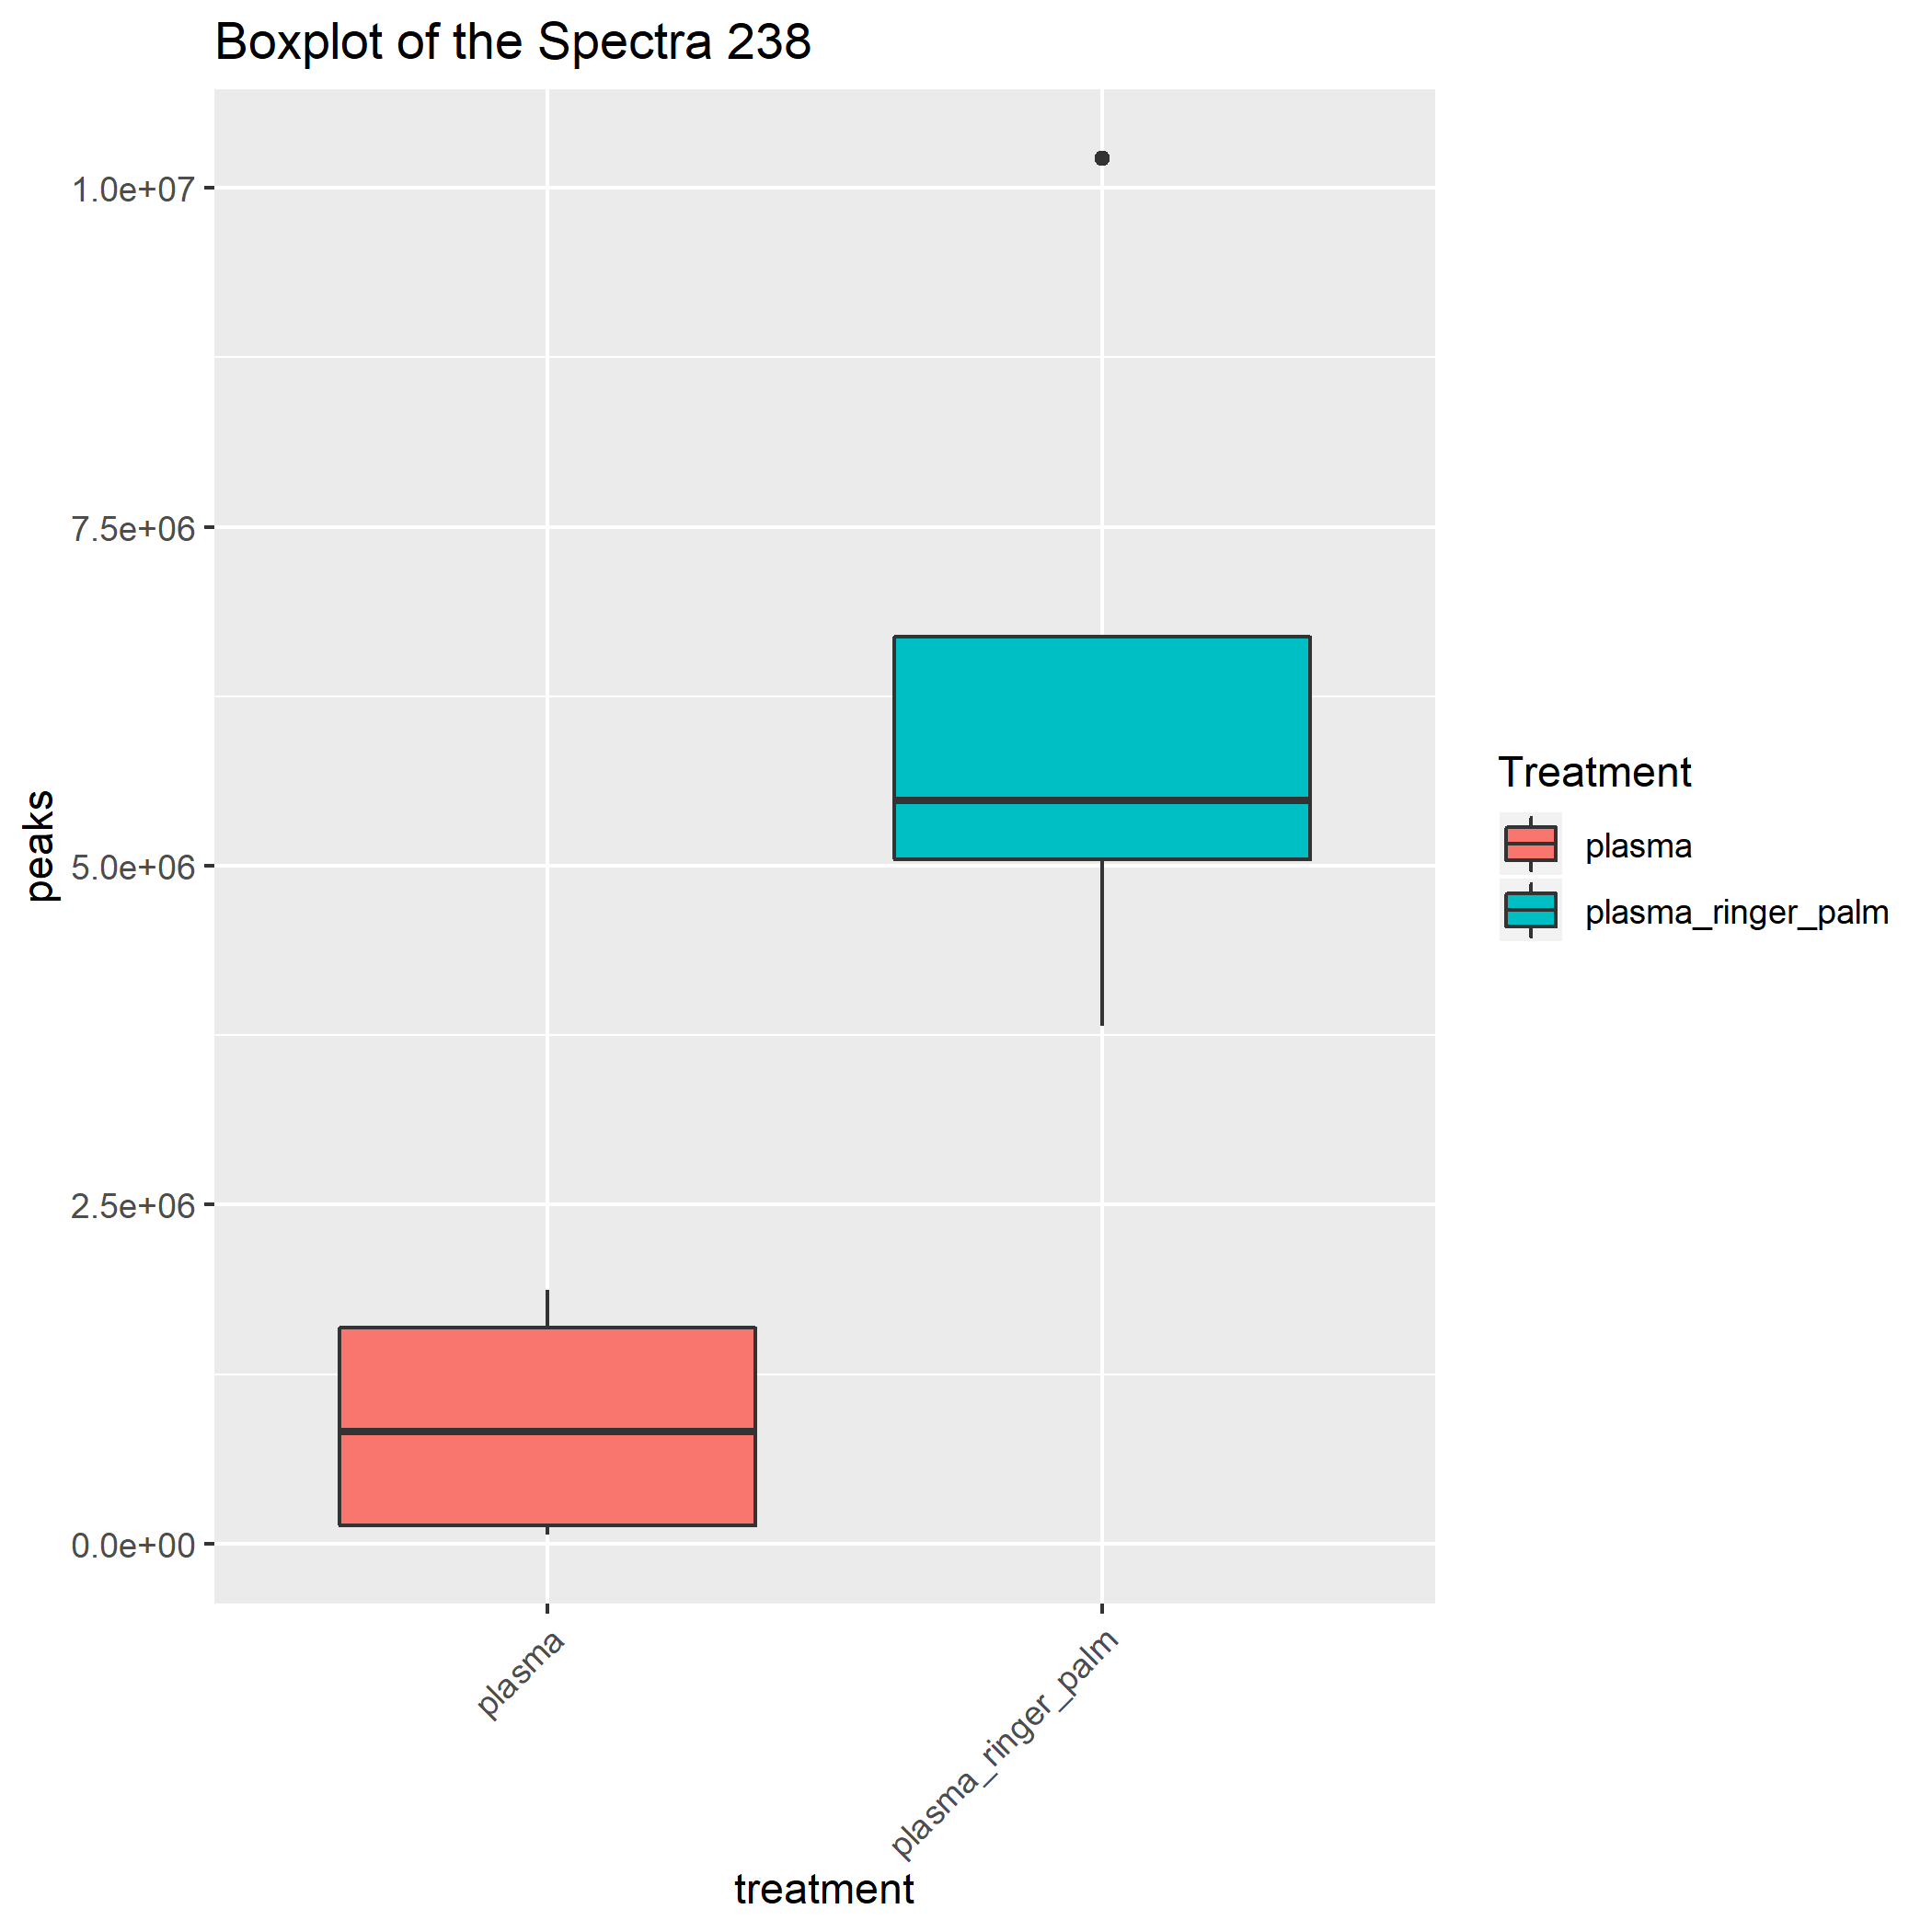 Boxplot of the Spectra 238
peaks
1.0e+07
7.5e+06
5.0e+06
2.5e+06
0.0e+00
plasma
plasma_ringer_palm
treatment
Treatment
plasma
plasma_ringer_palm